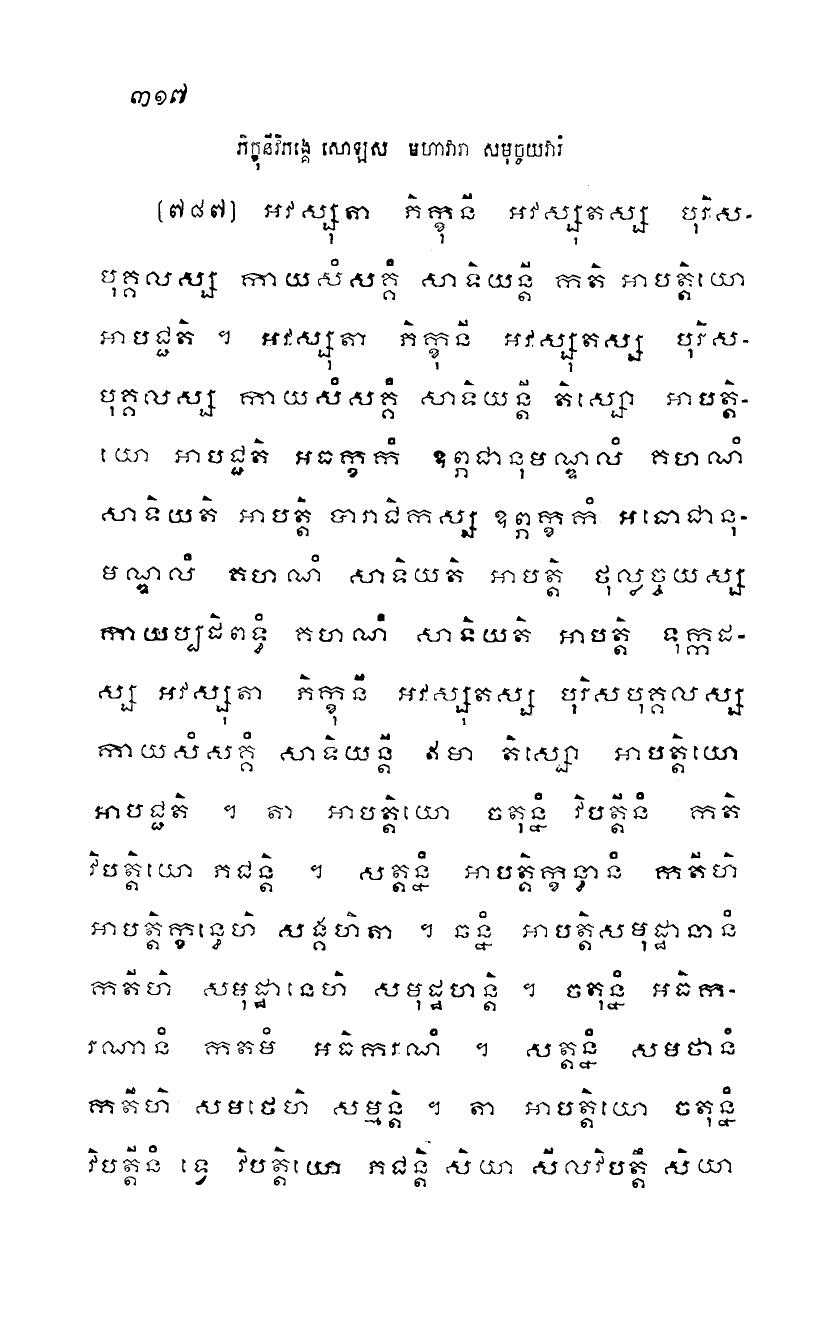 ៣១៧
ភិក្ខុនីវិភង្គេ សោឡស មហាវារា សមុច្ចយវារំ
(៧៨៧) អវស្សុតា ភិក្ខុនី អវស្សុតស្ស បុរិស-
បុគ្គលស្ស កាយសំសគ្គំ សាទិយន្តី កតិ អាបត្តិយោ
អាបជ្ជតិ ។ អវស្សុតា ភិក្ខុនី អវស្សុតស្ស បុរិស-
បុគ្គលស្ស កាយសំសគ្គំ សាទិយន្តី តិស្សោ អាបត្តិ-
យោ អាបជ្ជតិ អធក្ខកំ ឧព្ភជានុមណ្ឌលំ គហណំ
សាទិយតិ អាបត្តិ បារាជិកស្ស ឧព្ភក្ខកំ អធោជានុ-
មណ្ឌលំ គហណំ សាទិយតិ អាបត្តិ ថុល្លច្ចយស្ស
កាយប្បដិពទ្ធំ គហណំ សាទិយតិ អាបត្តិ ទុក្កដ-
ស្ស អវស្សុតា ភិក្ខុនី អវស្សុតស្ស បុរិសបុគ្គលស្ស
កាយសំសគ្គំ សាទិយន្តី ឥមា តិស្សោ អាបត្តិយោ
អាបជ្ជតិ ។ តា អាបត្តិយោ ចតុន្នំ វិបត្តីនំ កតិ
វិបត្តិយោ ភជន្តិ ។ សត្តន្នំ អាបត្តិក្ខន្ធានំ កតីហិ
អាបត្តិក្ខន្ធេហិ សង្គហិតា ។ ឆន្នំ អាបត្តិសមុដ្ឋានានំ
កតីហិ សមុដ្ឋានេហិ សមុដ្ឋហន្តិ ។ ចតុន្នំ អធិក-
រណានំ កតមំ អធិករណំ ។ សត្តន្នំ សមថានំ
កតីហិ សមថេហិ សម្មន្តិ ។ តា អាបត្តិយោ ចតុន្នំ
វិបត្តីនំ ទ្វេ វិបត្តិយោ ភជន្តិ សិយា សីលវិបត្តឹ សិយា